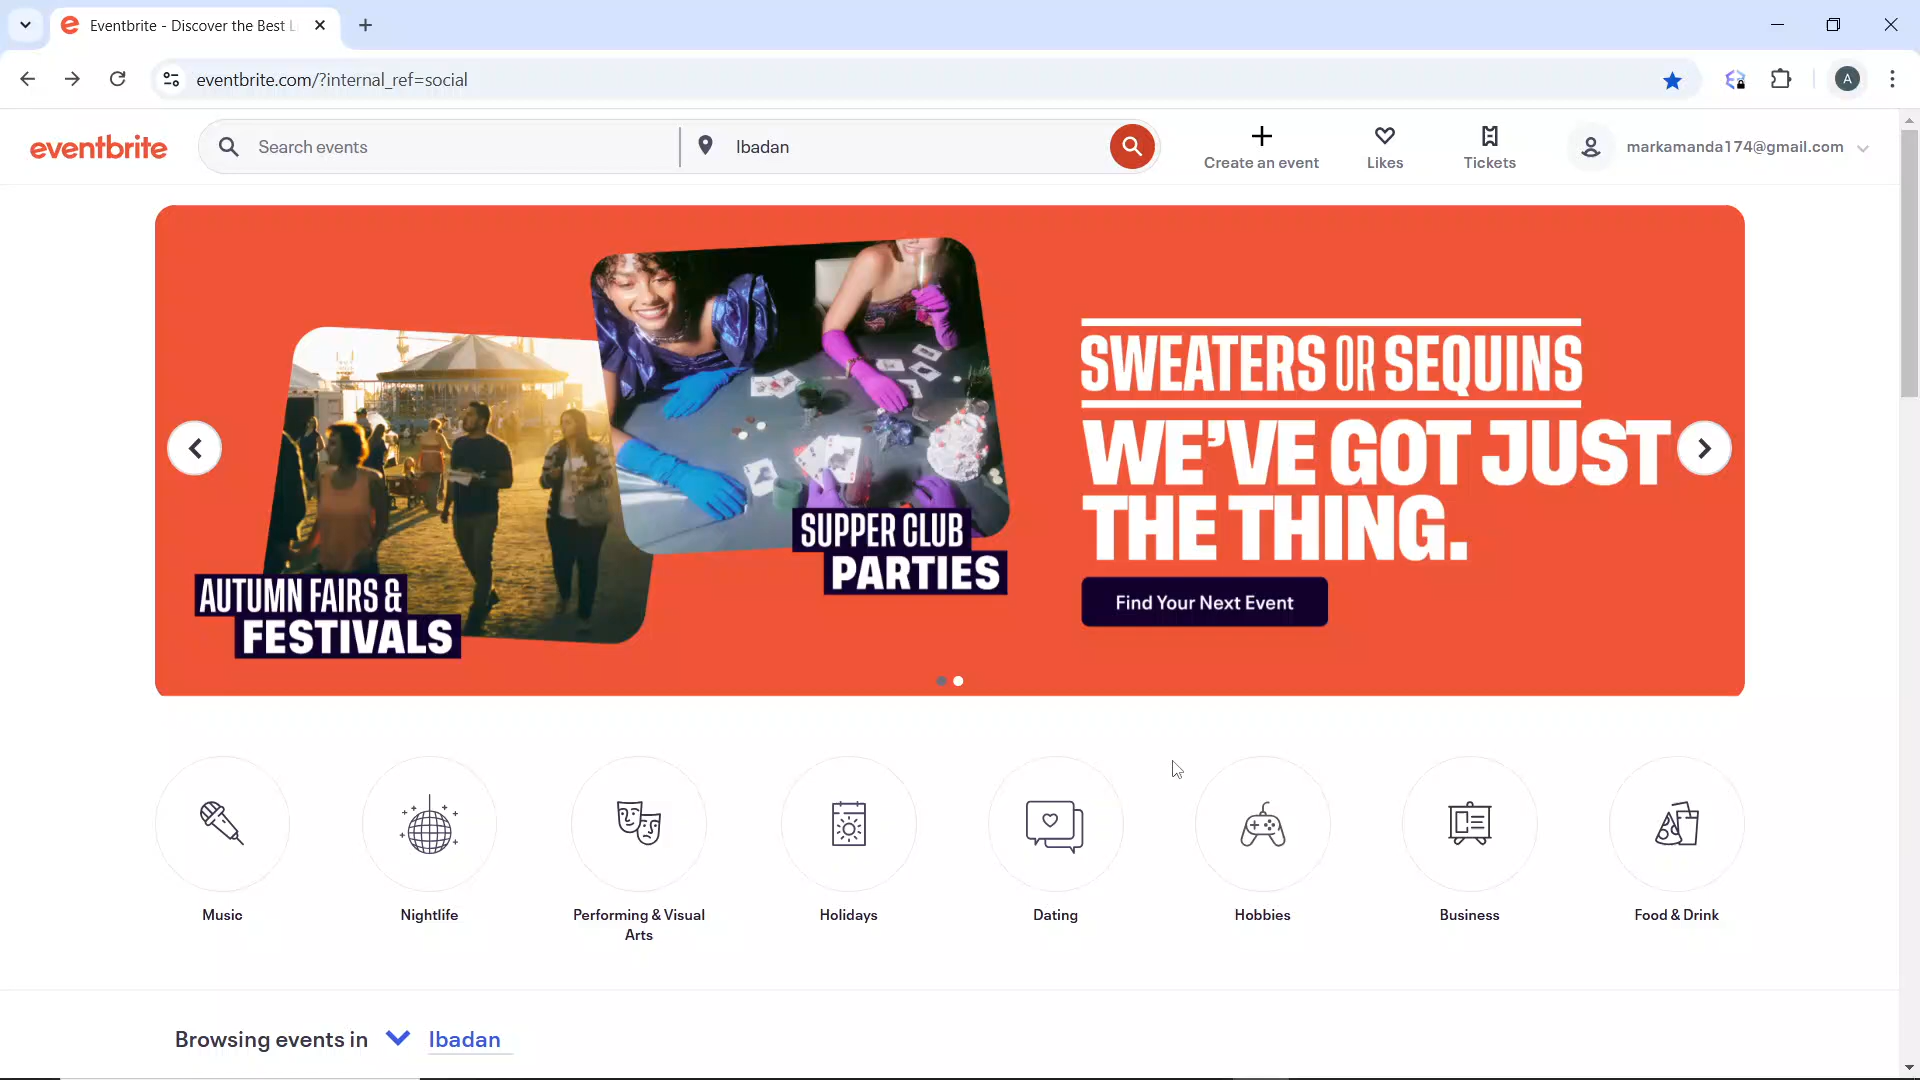 Eventbrite - Discover the Best L
eventbrite.com/?internal_ref=social
A
eventbrite
Search events
Ibadan
Create an event
Likes
Tickets
markamanda174@gmail.com
SWEATERS OR SEQUINS
WE'VE GOT JUST
THE THING.
Find Your Next Event
SUPPER CLUB
PARTIES
AUTUMN FAIRS &
FESTIVALS
Music
Nightlife
Performing & Visual
Arts
Holidays
Dating
Hobbies
Business
Food & Drink
Browsing events in
Ibadan